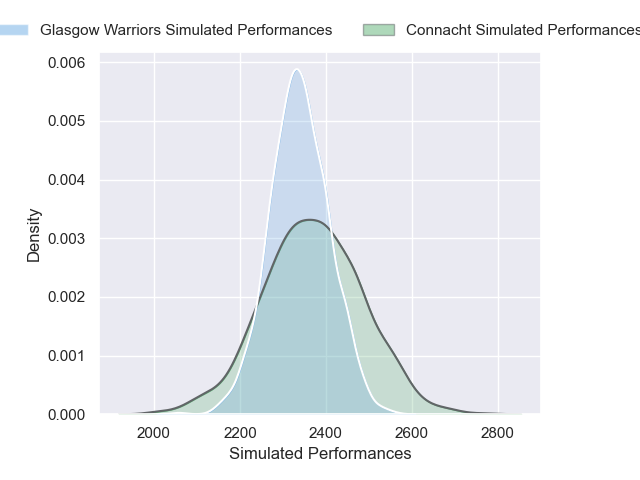 Glasgow Warriors Simulated Performances
Connacht Simulated Performances
0.006
0.005
0.004
0.003
0.002
0.001
0.000
Density
2000 2200 2400 2600 2800
Simulated Performances